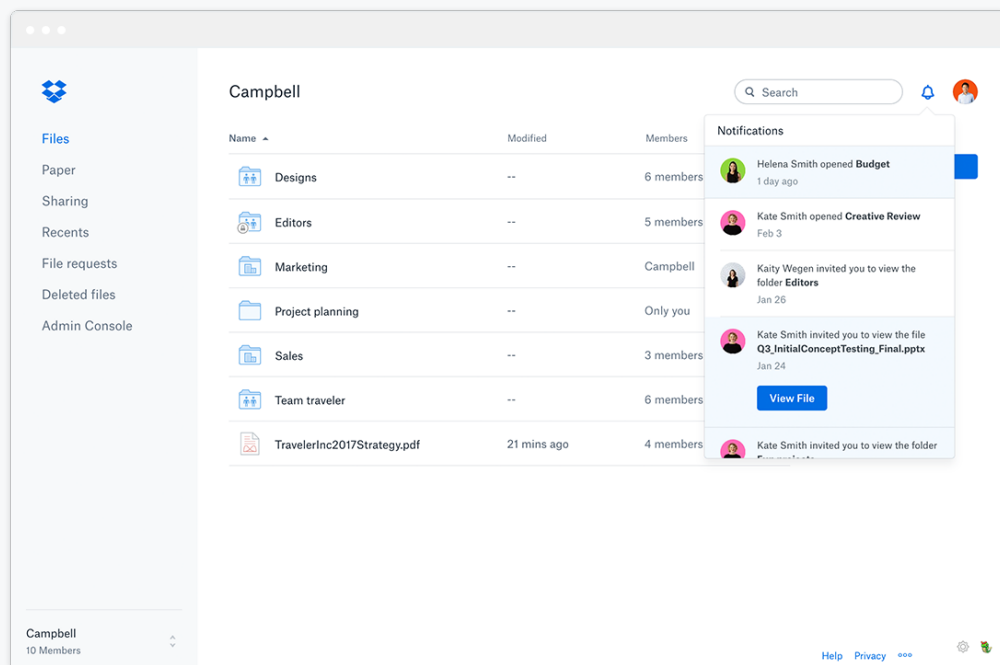 Campbell
Search
Files
Paper
Sharing
Recents
File requests
Deleted files
Admin Console
Name Modified Members
Designs -- 6 members
Editors -- 5 members
Marketing -- Campbell
Project planning -- Only you
Sales -- 3 members
Team traveler -- 6 members
TravelerInc2017Strategy.pdf 21 mins ago 4 members
Notifications
Helena Smith opened Budget
1 day ago
Kate Smith opened Creative Review
Feb 3
Kaity Wegen invited you to view the
folder Editors
Jan 26
Kate Smith invited you to view the file
Q3_InitialConceptTesting_Final.pptx
Jan 24
View File
Kate Smith invited you to view the folder
Campbell
10 Members
Help Privacy